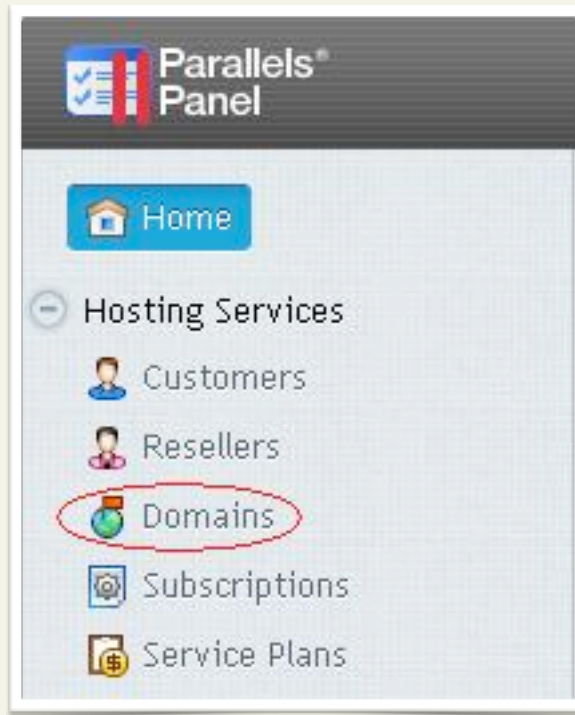 Parallels®
Panel
Home
Hosting Services
Customers
Resellers
Domains
Subscriptions
Service Plans